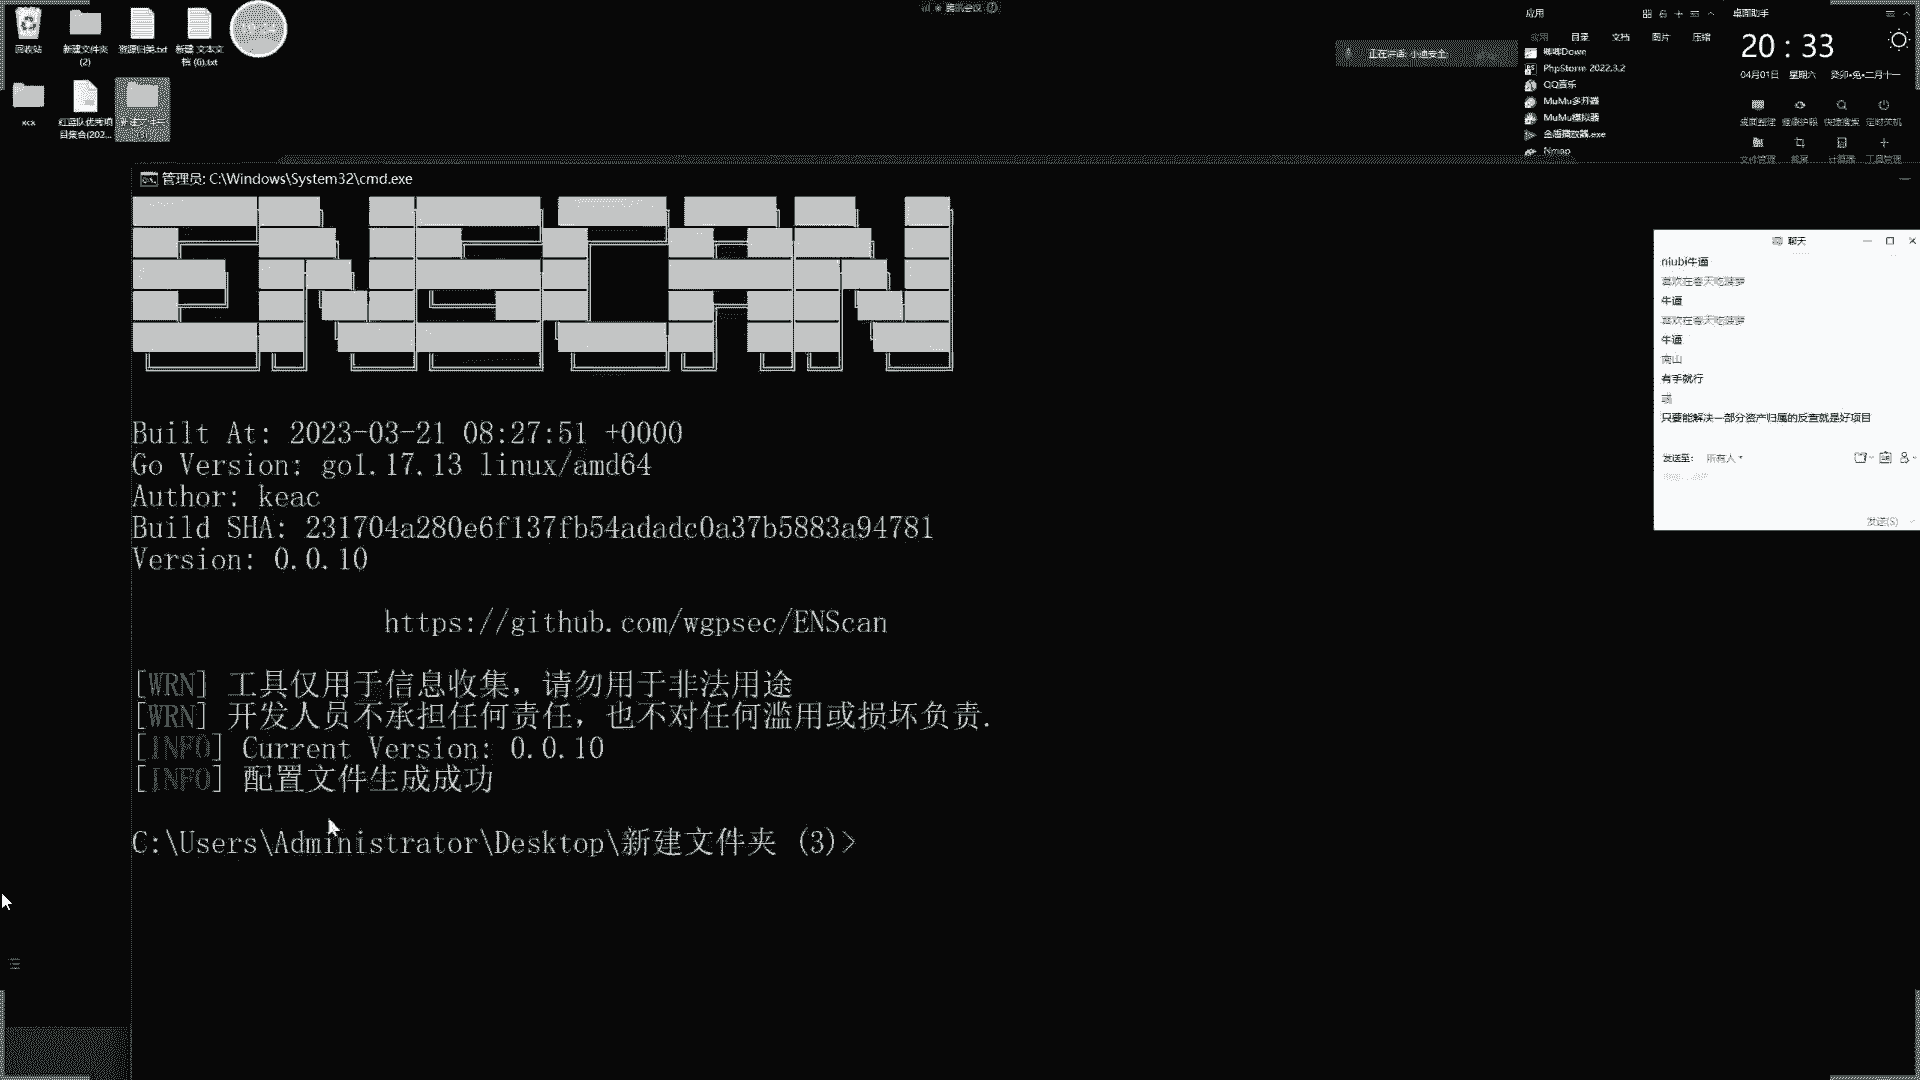 回收站
新建文件夹 (2)
资源归类.txt
新建 文本文档 (6).txt
xcx
红蓝队优秀项目集合(202...
腾讯会议
正在讲话: 小迪安全
应用
目录
文档
图片
压缩
唧唧Down
PhpStorm 2022.3.2
QQ音乐
MuMu多开器
MuMu模拟器
金盾播放器.exe
Nmap
桌面助手
20 : 33
04月01日 星期六 癸卯•兔•二月十一
桌面整理 健康护眼 快捷搜索 定时关机
文件管理 截屏 计算器 工具管理
管理员: C:\Windows\System32\cmd.exe
ENSCAN
Built At: 2023-03-21 08:27:51 +0000
Go Version: go1.17.13 linux/amd64
Author: keac
Build SHA: 231704a280e6f137fb54adadc0a37b5883a94781
Version: 0.0.10
https://github.com/wgpsec/ENScan
[WRN] 工具仅用于信息收集，请勿用于非法用途
[WRN] 开发人员不承担任何责任，也不对任何滥用或损坏负责.
[INFO] Current Version: 0.0.10
[INFO] 配置文件生成成功
C:\Users\Administrator\Desktop\新建文件夹 (3)>
聊天
niubi牛逼
喜欢在春天吃菠萝
牛逼
喜欢在春天吃菠萝
牛逼
南山
有手就行
只要能解决一部分资产归属的反查就是好项目
发送至: 所有人
发送(S)